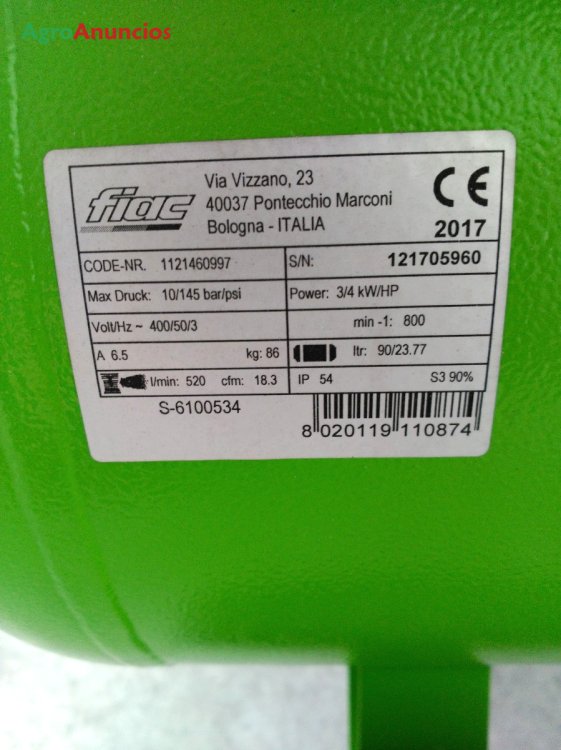 AgroAnuncios
fiac
Via Vizzano, 23
40037 Pontecchio Marconi
Bologna - ITALIA
CE
2017
CODE-NR. 1121460997
S/N: 121705960
Max Druck: 10/145 bar/psi
Power: 3/4 kW/HP
Volt/Hz ~ 400/50/3
min -1: 800
A 6.5 kg: 86
ltr: 90/23.77
l/min: 520 cfm: 18.3
IP 54 S3 90%
S-6100534
8 020119 110874